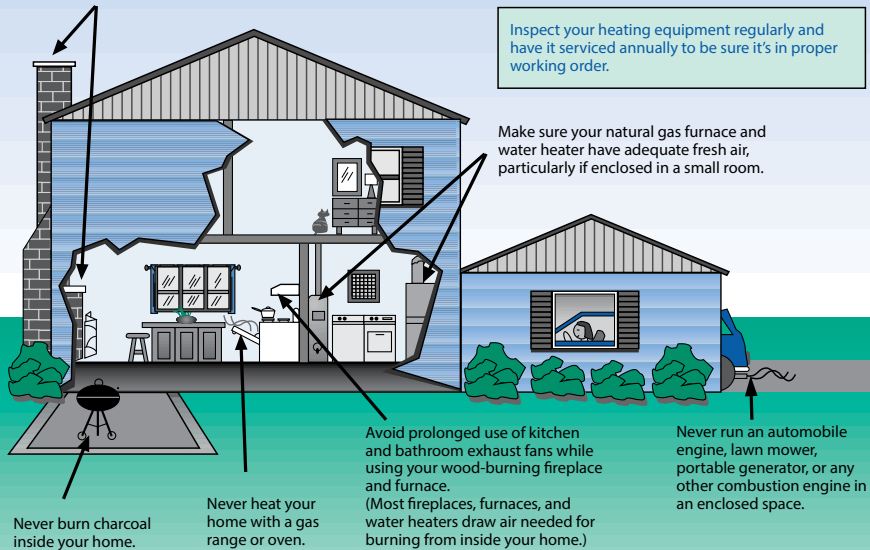 Inspect your heating equipment regularly and
have it serviced annually to be sure it's in proper
working order.
Make sure your natural gas furnace and
water heater have adequate fresh air,
particularly if enclosed in a small room.
Never burn charcoal
inside your home.
Never heat your
home with a gas
range or oven.
Avoid prolonged use of kitchen
and bathroom exhaust fans while
using your wood-burning fireplace
and furnace.
(Most fireplaces, furnaces, and
water heaters draw air needed for
burning from inside your home.)
Never run an automobile
engine, lawn mower,
portable generator, or any
other combustion engine in
an enclosed space.